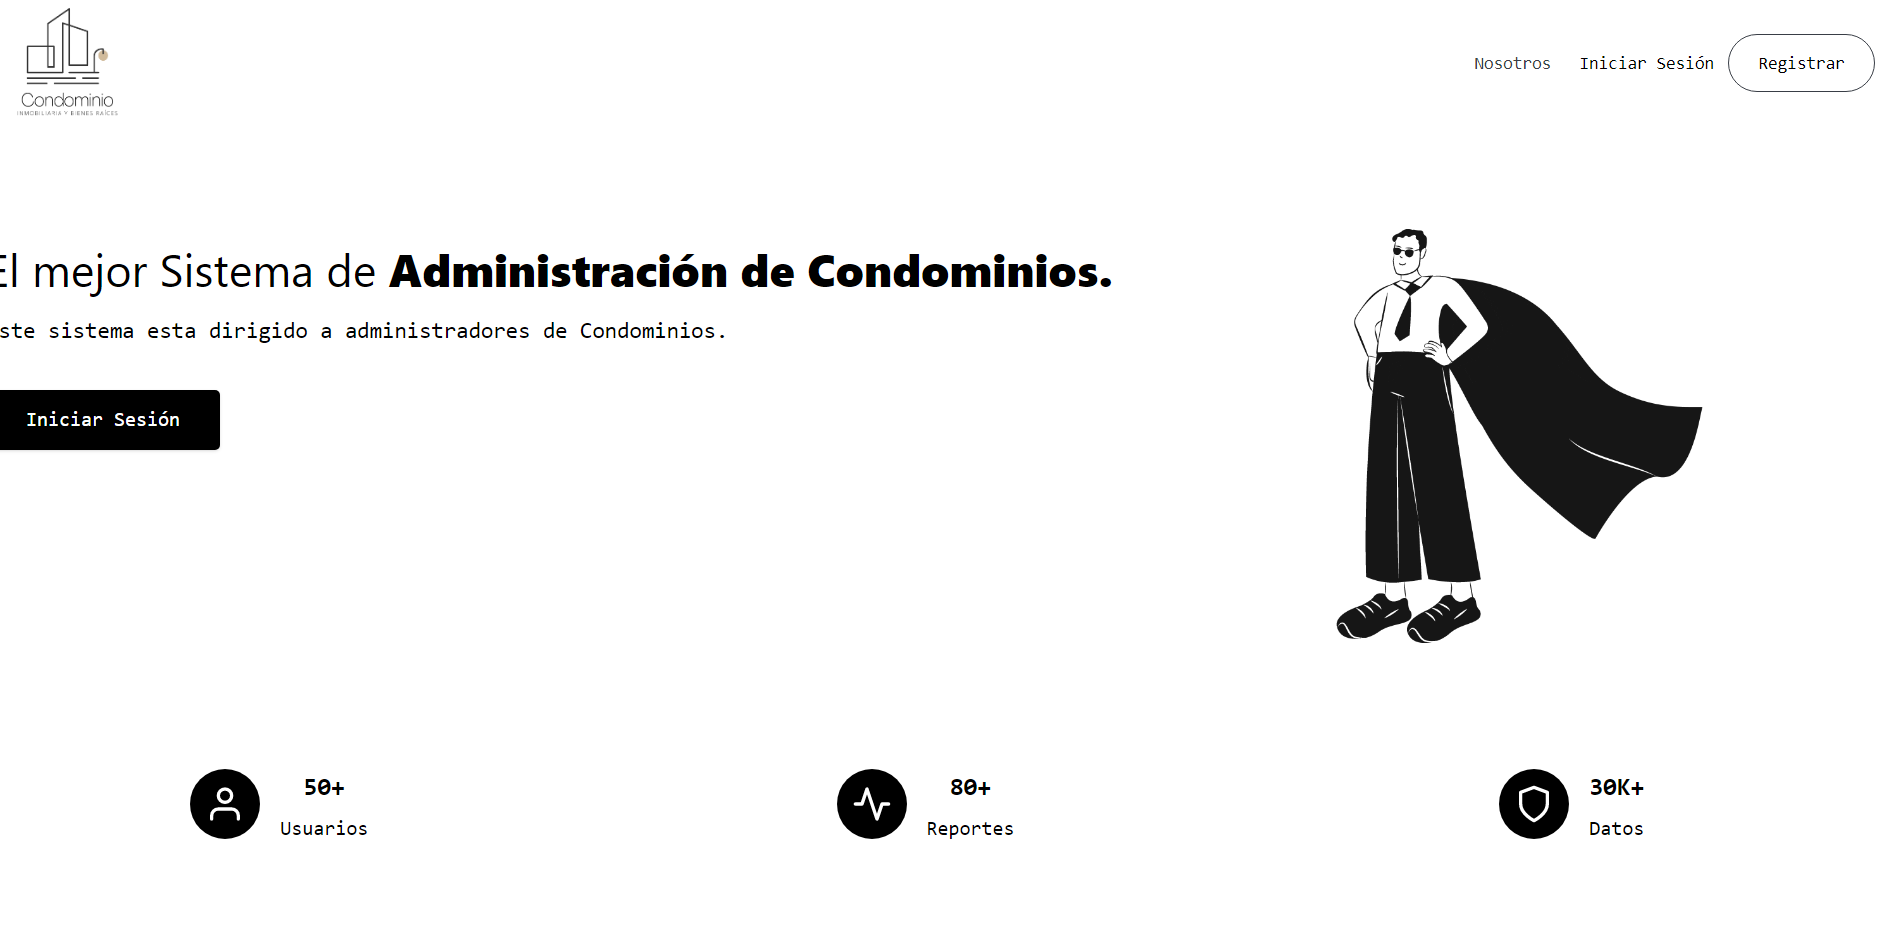 Condominio
INMOBILIARIA Y BIENES RAÍCES
Nosotros
Iniciar Sesión
Registrar
El mejor Sistema de Administración de Condominios.
ste sistema esta dirigido a administradores de Condominios.
Iniciar Sesión
50+
Usuarios
80+
Reportes
30K+
Datos